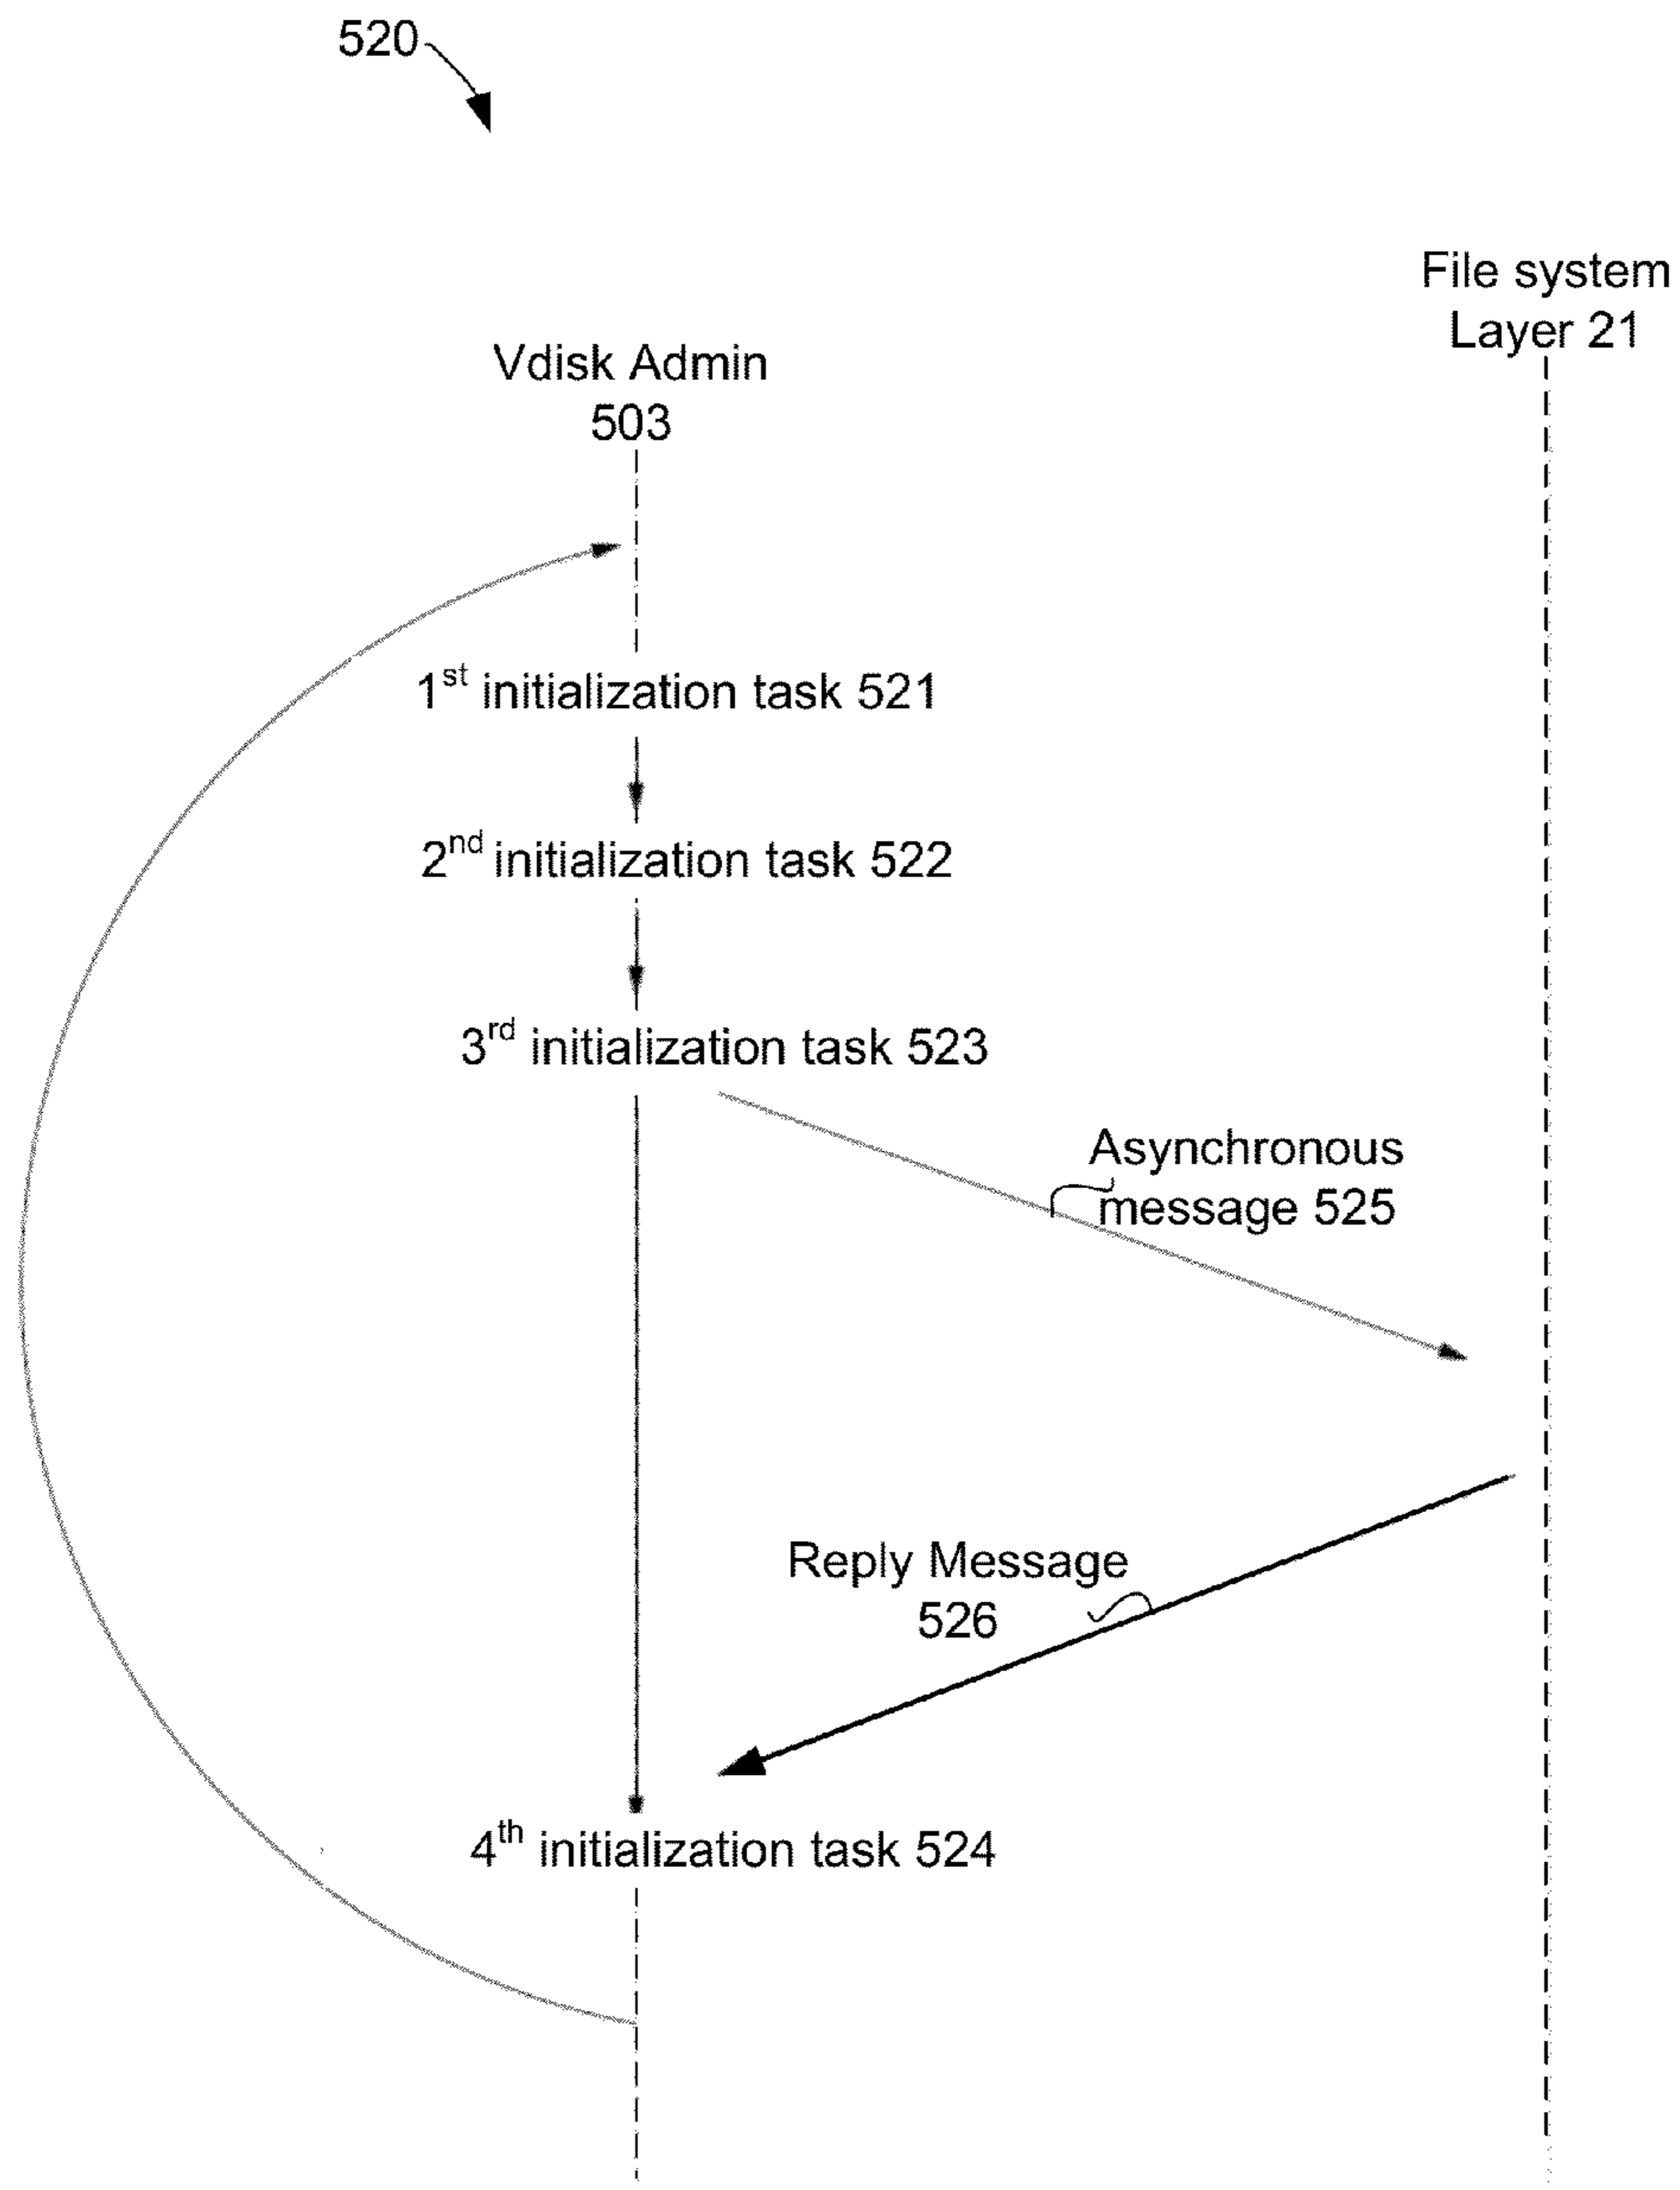 520
File system
Layer 21
Vdisk Admin
503
1st initialization task 521
2nd initialization task 522
3rd initialization task 523
Asynchronous
message 525
Reply Message
526
4th initialization task 524